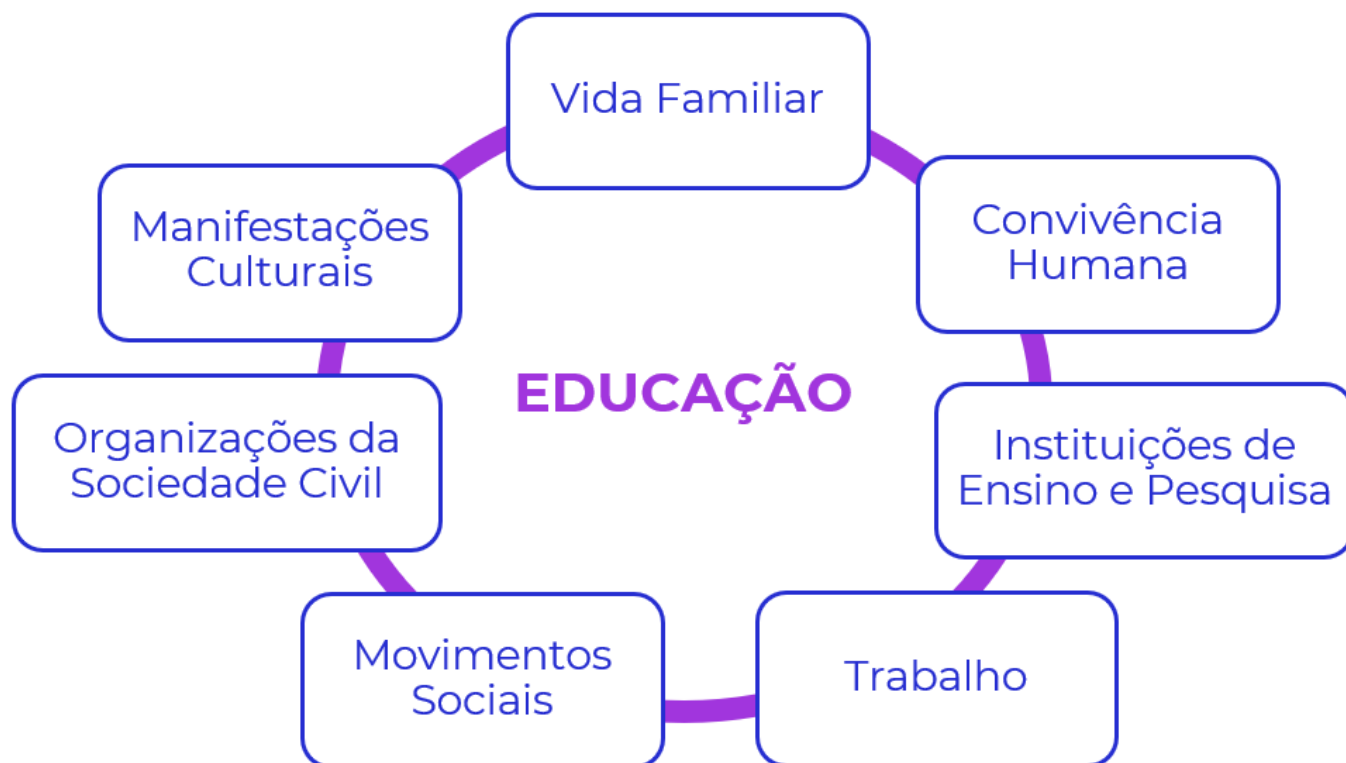 Vida Familiar
Convivência
Humana
Instituições de
Ensino e Pesquisa
Trabalho
Movimentos
Sociais
Organizações da
Sociedade Civil
Manifestações
Culturais
EDUCAÇÃO